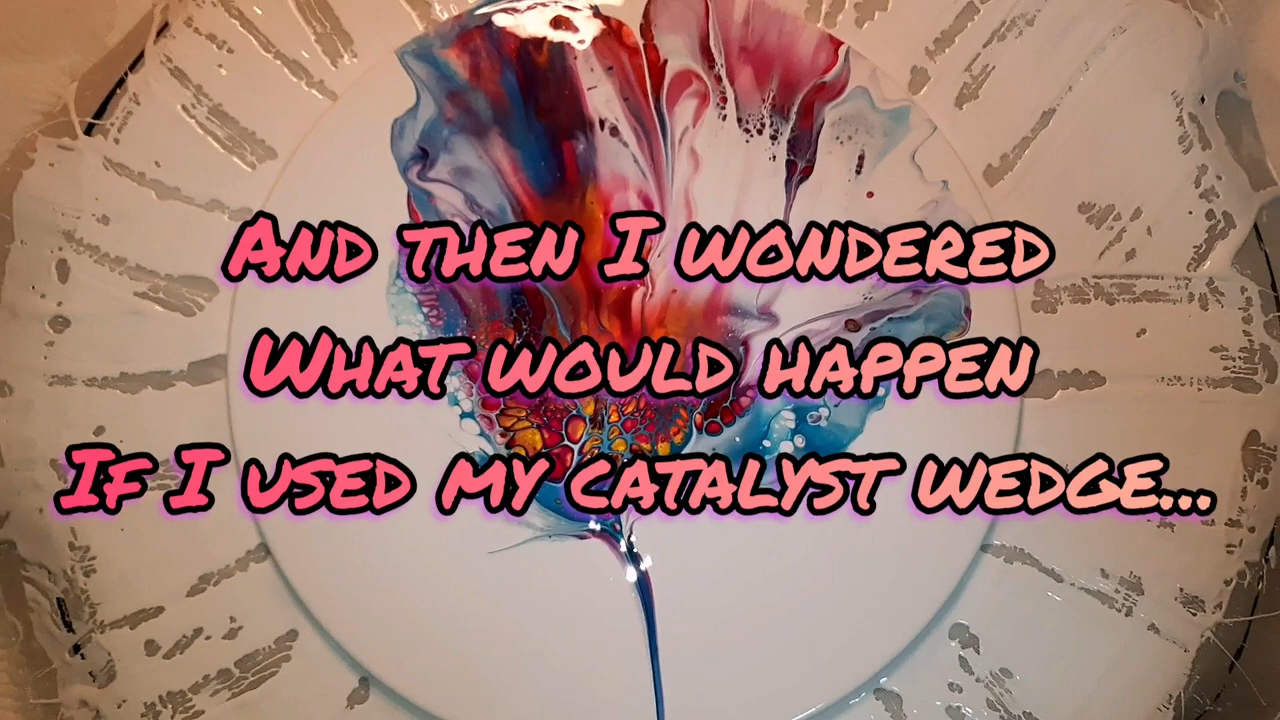 And then I wondered
What would happen
If I used my catalyst wedge...